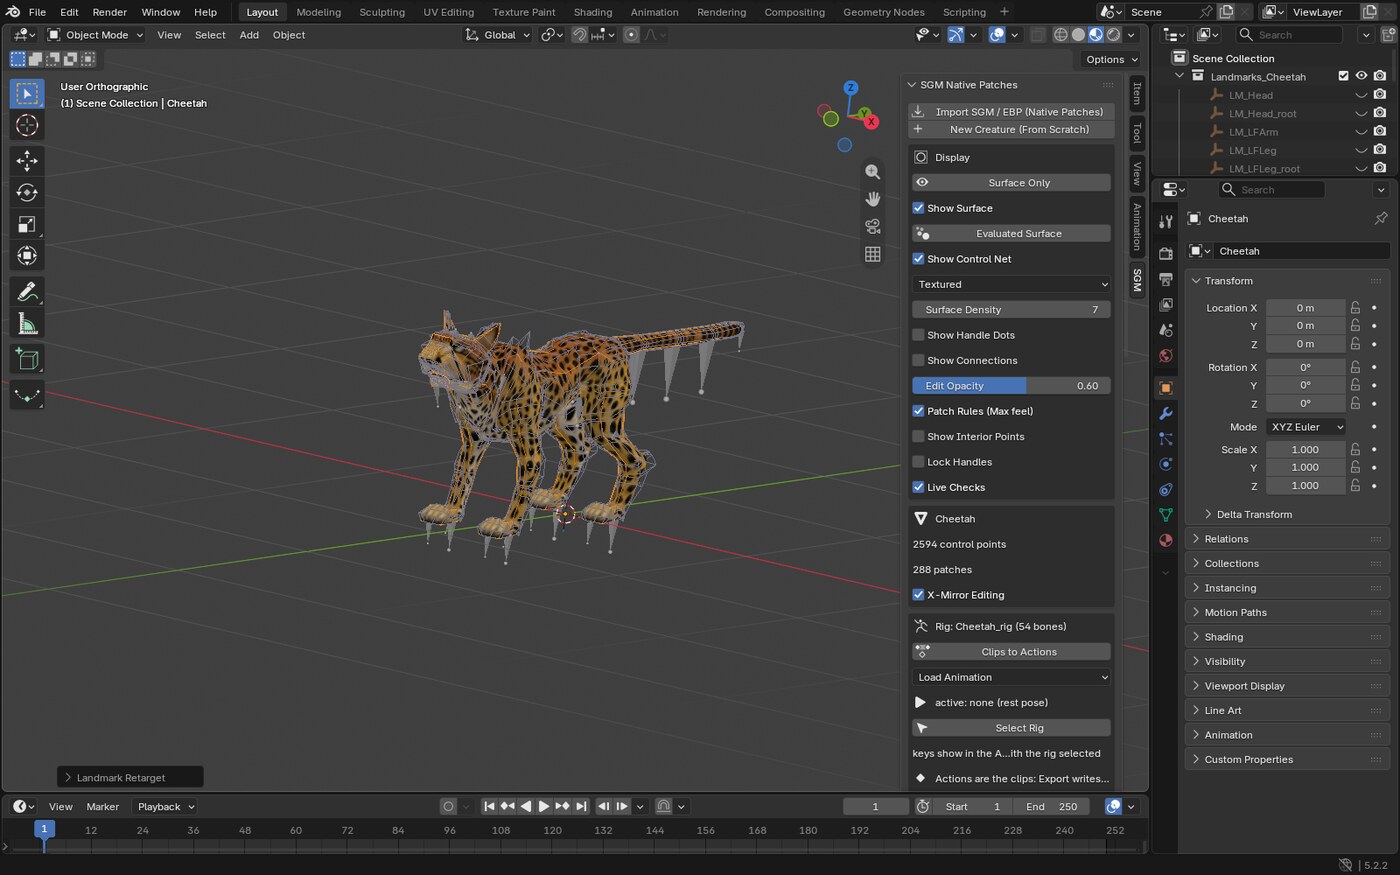 File Edit Render Window Help Layout Modeling Sculpting UV Editing Texture Paint Shading Animation Rendering Compositing Geometry Nodes Scripting + Scene ViewLayer
Object Mode View Select Add Object Global Search
Options
User Orthographic
(1) Scene Collection | Cheetah
Z
Y
X
SGM Native Patches
Import SGM / EBP (Native Patches)
New Creature (From Scratch)
Display
Surface Only
Show Surface
Evaluated Surface
Show Control Net
Textured
Surface Density 7
Show Handle Dots
Show Connections
Edit Opacity 0.60
Patch Rules (Max feel)
Show Interior Points
Lock Handles
Live Checks
Cheetah
2594 control points
288 patches
X-Mirror Editing
Rig: Cheetah_rig (54 bones)
Clips to Actions
Load Animation
active: none (rest pose)
Select Rig
keys show in the A...ith the rig selected
Actions are the clips: Export writes...
Item
Tool
View
Animation
SGM
Scene Collection
Landmarks_Cheetah
LM_Head
LM_Head_root
LM_LFArm
LM_LFLeg
LM_LFLeg_root
Search
Cheetah
Cheetah
Transform
Location X 0 m
Y 0 m
Z 0 m
Rotation X 0°
Y 0°
Z 0°
Mode XYZ Euler
Scale X 1.000
Y 1.000
Z 1.000
Delta Transform
Relations
Collections
Instancing
Motion Paths
Shading
Visibility
Viewport Display
Line Art
Animation
Custom Properties
Landmark Retarget
View Marker Playback 1 Start 1 End 250
1 12 24 36 48 60 72 84 96 108 120 132 144 156 168 180 192 204 216 228 240 252
5.2.2